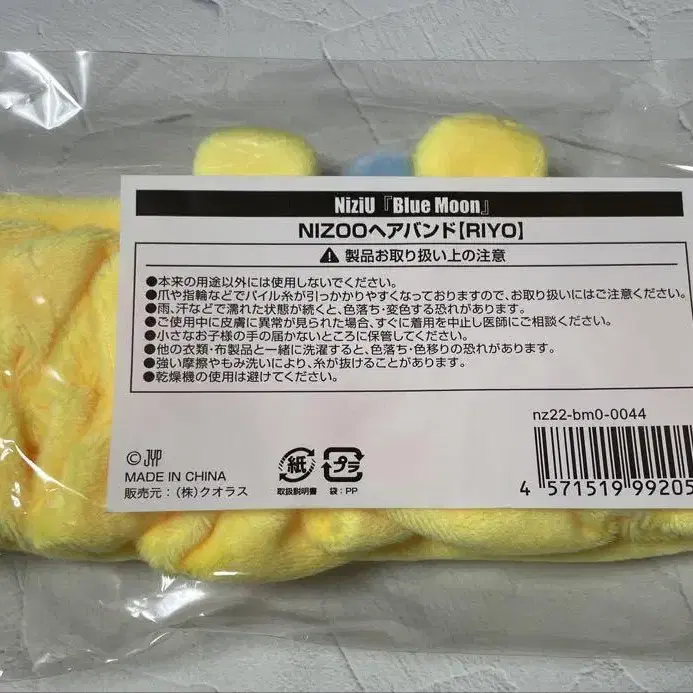 NiziU『Blue Moon』
NIZOOヘアバンド【RIYO】
⚠ 製品お取り扱い上の注意
●本来の用途以外には使用しないでください。
●爪や指輪などでパイル糸が引っかかりやすくなっておりますので、お取り扱いにはご注意ください。
●雨、汗などで濡れた状態が続くと、色落ち・変色する恐れがあります。
●ご使用中に皮膚に異常が見られた場合、すぐに着用を中止し医師にご相談ください。
●小さなお子様の手の届かないところに保管してください。
●他の衣類・布製品と一緒に洗濯すると、色落ち・色移りの恐れがあります。
●強い摩擦やもみ洗いにより、糸が抜けることがあります。
●乾燥機の使用は避けてください。
nz22-bm0-0044
©JYP
MADE IN CHINA
販売元：(株)クオラス
紙
取扱説明書
プラ
袋：PP
4 571519 99205